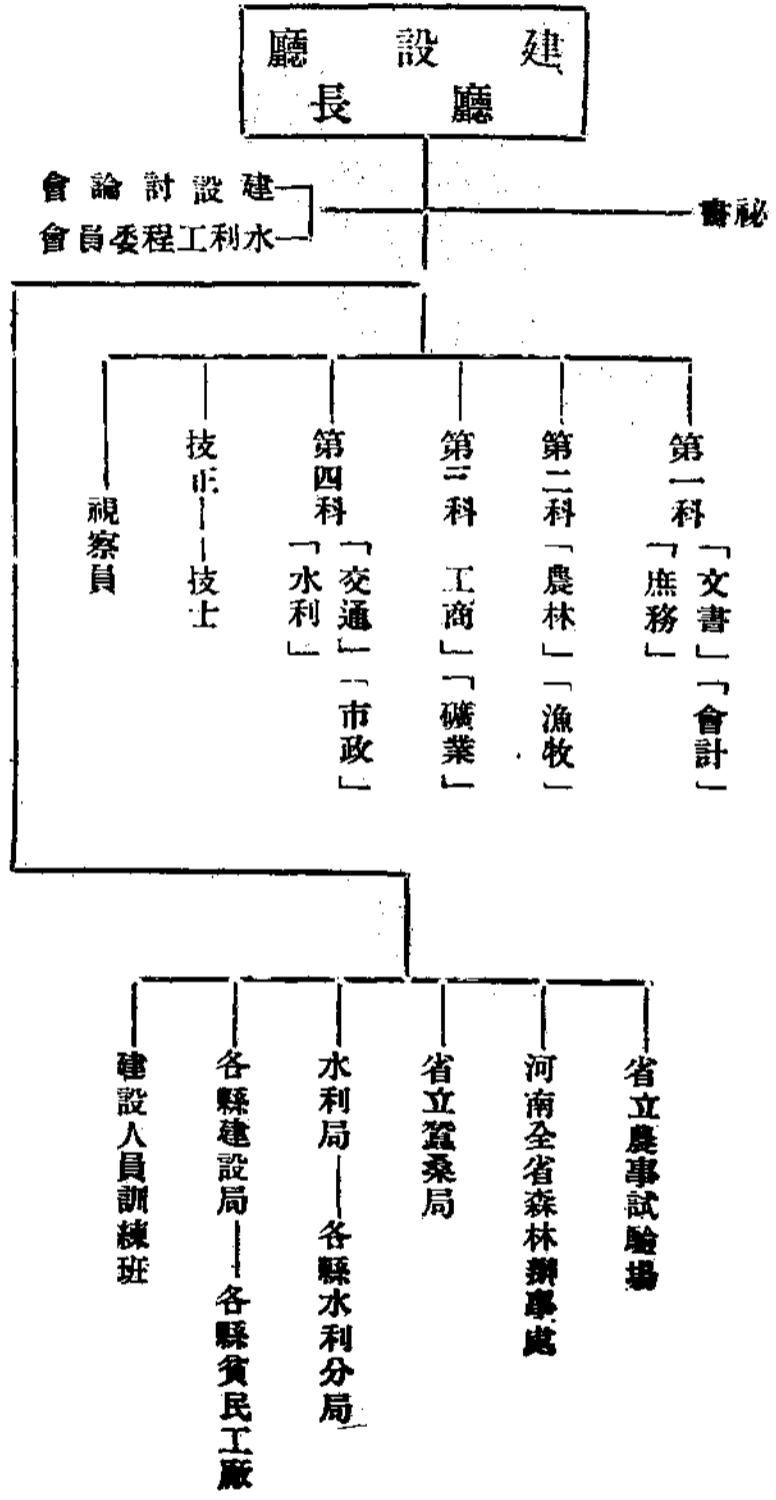 建設廳
廳長
祕書
建設討論會
水利工程委員會
第一科
「文書」「會計」
「庶務」
第二科「農林」「漁牧」
第三科 工商」「礦業」
第四科
「交通」「市政」
「水利」
技正——技士
視察員
省立農事試驗場
河南全省森林辦事處
省立蠶桑局
水利局——各縣水利分局
各縣建設局——各縣貧民工廠
建設人員訓練班